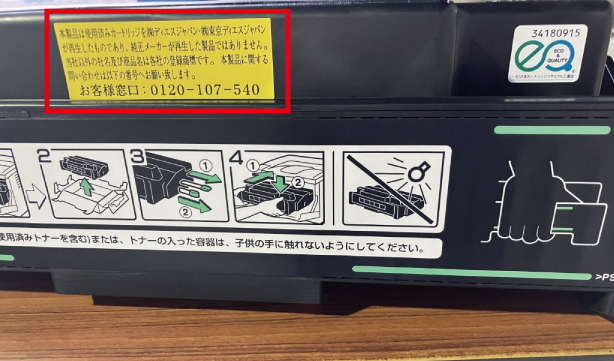 本製品は使用済みカートリッジを㈱ディエスジャパン・㈱東京ディエスジャパン
が再生したものであり、純正メーカーが再生した製品ではありません。
当社以外の社名及び商品名は各社の登録商標です。 本製品に関する
問い合わせは以下の番号へお願い致します。
お客様窓口:0120-107-540
34180915
ECO
&
QUALITY
2
3
4
①
②
①
②
使用済みトナーを含む)または、トナーの入った容器は、子供の手に触れないようにしてください。
>PS